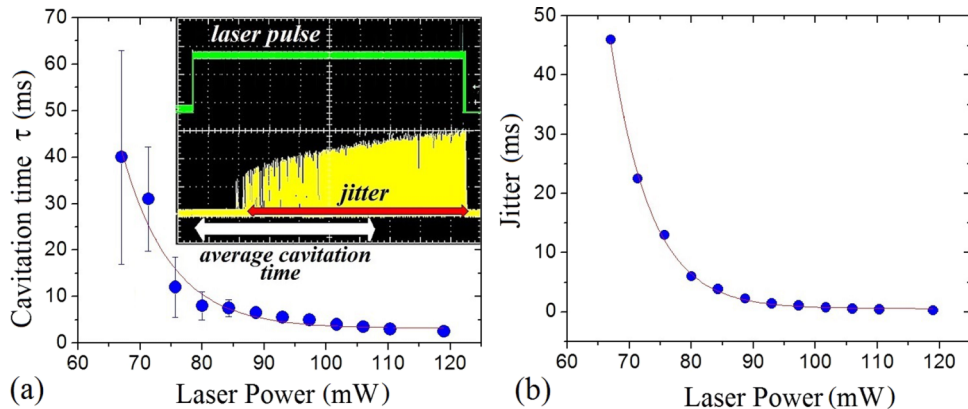 70
60
50
40
30
20
10
0
Cavitation time τ (ms)
laser pulse
jitter
average cavitation
time
60 70 80 90 100 110 120
(a) Laser Power (mW)
50
40
30
20
10
0
Jitter (ms)
60 70 80 90 100 110 120
(b) Laser Power (mW)